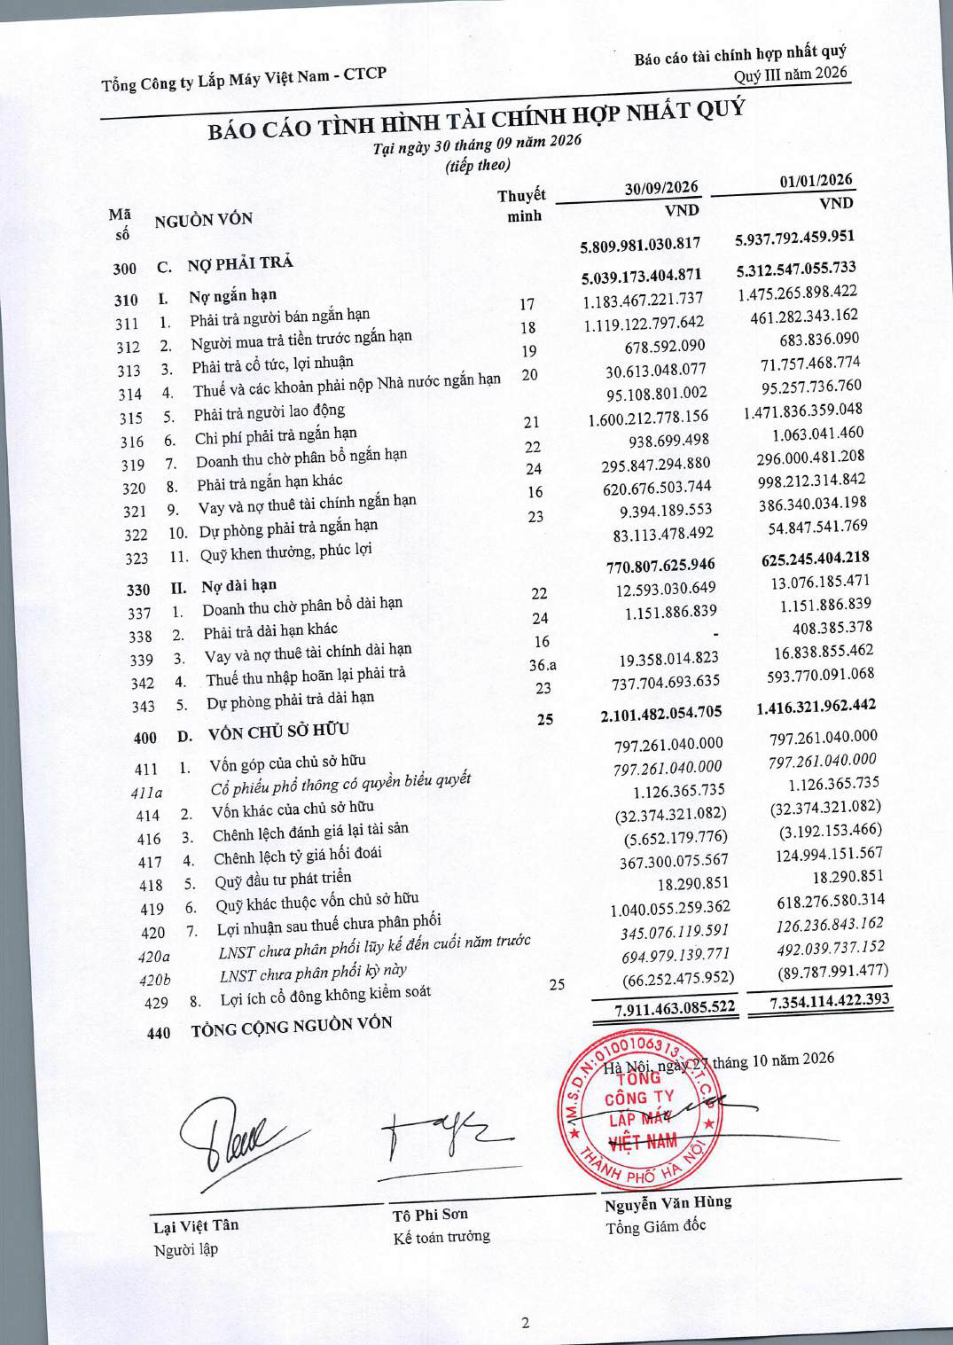 Tổng Công ty Lắp Máy Việt Nam - CTCP
Báo cáo tài chính hợp nhất quý
Quý III năm 2026
BÁO CÁO TÌNH HÌNH TÀI CHÍNH HỢP NHẤT QUÝ
Tại ngày 30 tháng 09 năm 2026
(tiếp theo)
Mã số NGUỒN VỐN Thuyết minh 30/09/2026 VND 01/01/2026 VND
300 C. NỢ PHẢI TRẢ 5.809.981.030.817 5.937.792.459.951
310 I. Nợ ngắn hạn 5.039.173.404.871 5.312.547.055.733
311 1. Phải trả người bán ngắn hạn 17 1.183.467.221.737 1.475.265.898.422
312 2. Người mua trả tiền trước ngắn hạn 18 1.119.122.797.642 461.282.343.162
313 3. Phải trả cổ tức, lợi nhuận 19 678.592.090 683.836.090
314 4. Thuế và các khoản phải nộp Nhà nước ngắn hạn 20 30.613.048.077 71.757.468.774
315 5. Phải trả người lao động 95.108.801.002 95.257.736.760
316 6. Chi phí phải trả ngắn hạn 21 1.600.212.778.156 1.471.836.359.048
319 7. Doanh thu chờ phân bổ ngắn hạn 22 938.699.498 1.063.041.460
320 8. Phải trả ngắn hạn khác 24 295.847.294.880 296.000.481.208
321 9. Vay và nợ thuê tài chính ngắn hạn 16 620.676.503.744 998.212.314.842
322 10. Dự phòng phải trả ngắn hạn 23 9.394.189.553 386.340.034.198
323 11. Quỹ khen thưởng, phúc lợi 83.113.478.492 54.847.541.769
330 II. Nợ dài hạn 770.807.625.946 625.245.404.218
337 1. Doanh thu chờ phân bổ dài hạn 22 12.593.030.649 13.076.185.471
338 2. Phải trả dài hạn khác 24 1.151.886.839 1.151.886.839
339 3. Vay và nợ thuê tài chính dài hạn 16 - 408.385.378
342 4. Thuế thu nhập hoãn lại phải trả 36.a 19.358.014.823 16.838.855.462
343 5. Dự phòng phải trả dài hạn 23 737.704.693.635 593.770.091.068
400 D. VỐN CHỦ SỞ HỮU 25 2.101.482.054.705 1.416.321.962.442
411 1. Vốn góp của chủ sở hữu 797.261.040.000 797.261.040.000
411a Cổ phiếu phổ thông có quyền biểu quyết 797.261.040.000 797.261.040.000
414 2. Vốn khác của chủ sở hữu 1.126.365.735 1.126.365.735
416 3. Chênh lệch đánh giá lại tài sản (32.374.321.082) (32.374.321.082)
417 4. Chênh lệch tỷ giá hối đoái (5.652.179.776) (3.192.153.466)
418 5. Quỹ đầu tư phát triển 367.300.075.567 124.994.151.567
419 6. Quỹ khác thuộc vốn chủ sở hữu 18.290.851 18.290.851
420 7. Lợi nhuận sau thuế chưa phân phối 1.040.055.259.362 618.276.580.314
420a LNST chưa phân phối lũy kế đến cuối năm trước 345.076.119.591 126.236.843.162
420b LNST chưa phân phối kỳ này 694.979.139.771 492.039.737.152
429 8. Lợi ích cổ đông không kiểm soát 25 (66.252.475.952) (89.787.991.477)
440 TỔNG CỘNG NGUỒN VỐN 7.911.463.085.522 7.354.114.422.393
Hà Nội, ngày 27 tháng 10 năm 2026
M.S.D.N:0100106313-C.T.C.P
TỔNG
CÔNG TY
LẮP MÁY
VIỆT NAM
THÀNH PHỐ HÀ NỘI
Lại Việt Tân
Người lập
Tô Phi Sơn
Kế toán trưởng
Nguyễn Văn Hùng
Tổng Giám đốc
2